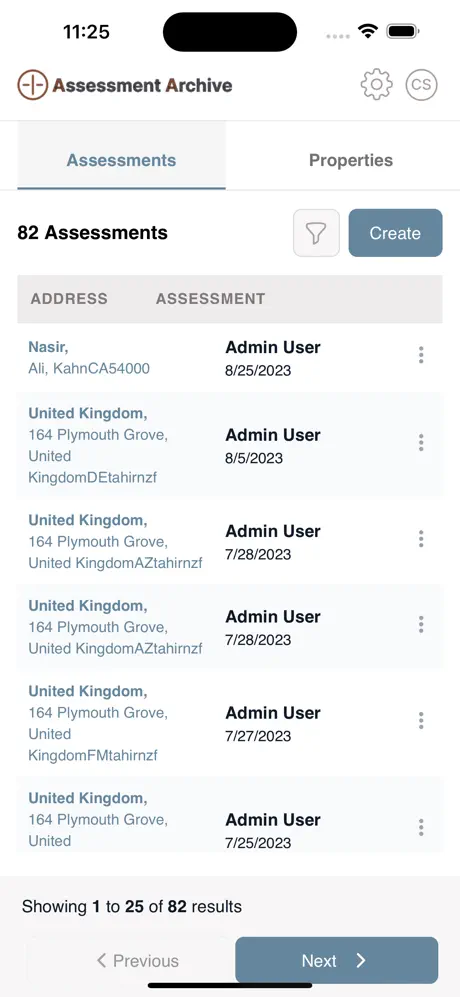 11:25
Assessment Archive
CS
Assessments
Properties
82 Assessments
Create
ADDRESS
ASSESSMENT
Nasir,
Ali, KahnCA54000
Admin User
8/25/2023
United Kingdom,
164 Plymouth Grove,
United
KingdomDEtahirnzf
Admin User
8/5/2023
United Kingdom,
164 Plymouth Grove,
United KingdomAZtahirnzf
Admin User
7/28/2023
United Kingdom,
164 Plymouth Grove,
United KingdomAZtahirnzf
Admin User
7/28/2023
United Kingdom,
164 Plymouth Grove,
United
KingdomFMtahirnzf
Admin User
7/27/2023
United Kingdom,
164 Plymouth Grove,
United
Admin User
7/25/2023
Showing 1 to 25 of 82 results
Previous
Next